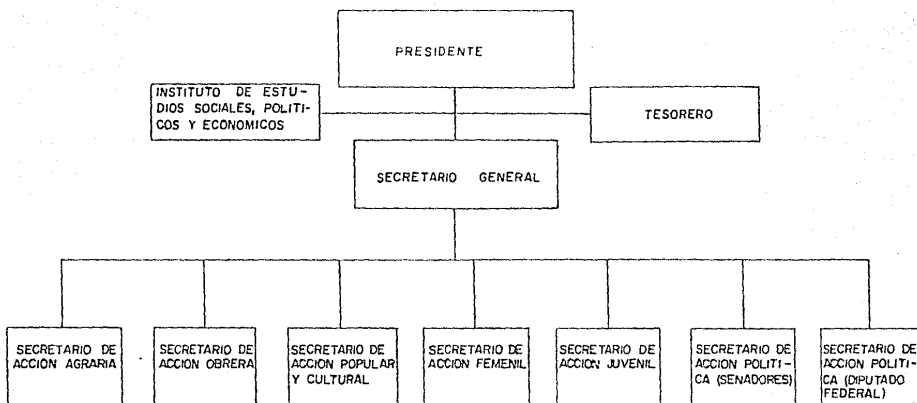 PRESIDENTE
INSTITUTO DE ESTU-
DIOS SOCIALES, POLITI-
COS Y ECONOMICOS
TESORERO
SECRETARIO GENERAL
SECRETARIO DE
ACCION AGRARIA
SECRETARIO DE
ACCION OBRERA
SECRETARIO DE
ACCION POPULAR
Y CULTURAL
SECRETARIO DE
ACCION FEMENIL
SECRETARIO DE
ACCION JUVENIL
SECRETARIO DE
ACCION POLITI-
CA (SENADORES)
SECRETARIO DE
ACCION POLITI-
CA (DIPUTADO
FEDERAL)